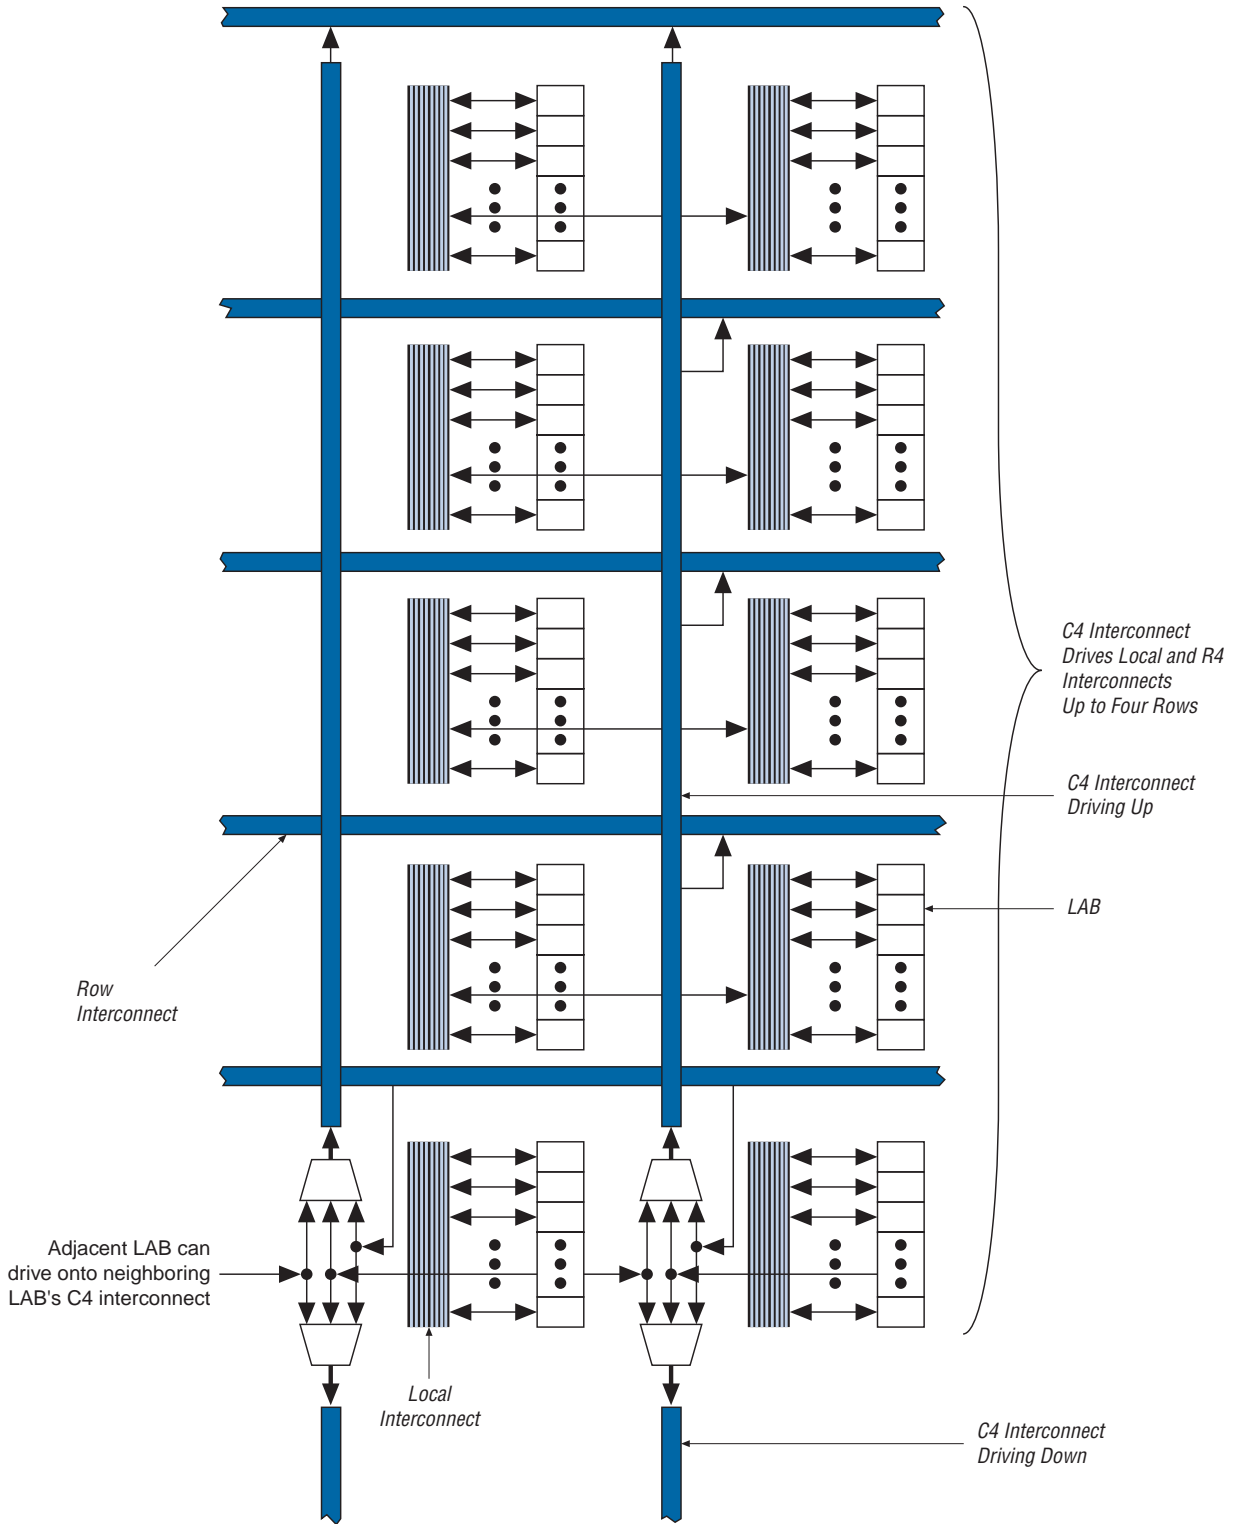 C4 Interconnect
Drives Local and R4
Interconnects
Up to Four Rows
C4 Interconnect
Driving Up
LAB
Row
Interconnect
Adjacent LAB can
drive onto neighboring
LAB's C4 interconnect
Local
Interconnect
C4 Interconnect
Driving Down